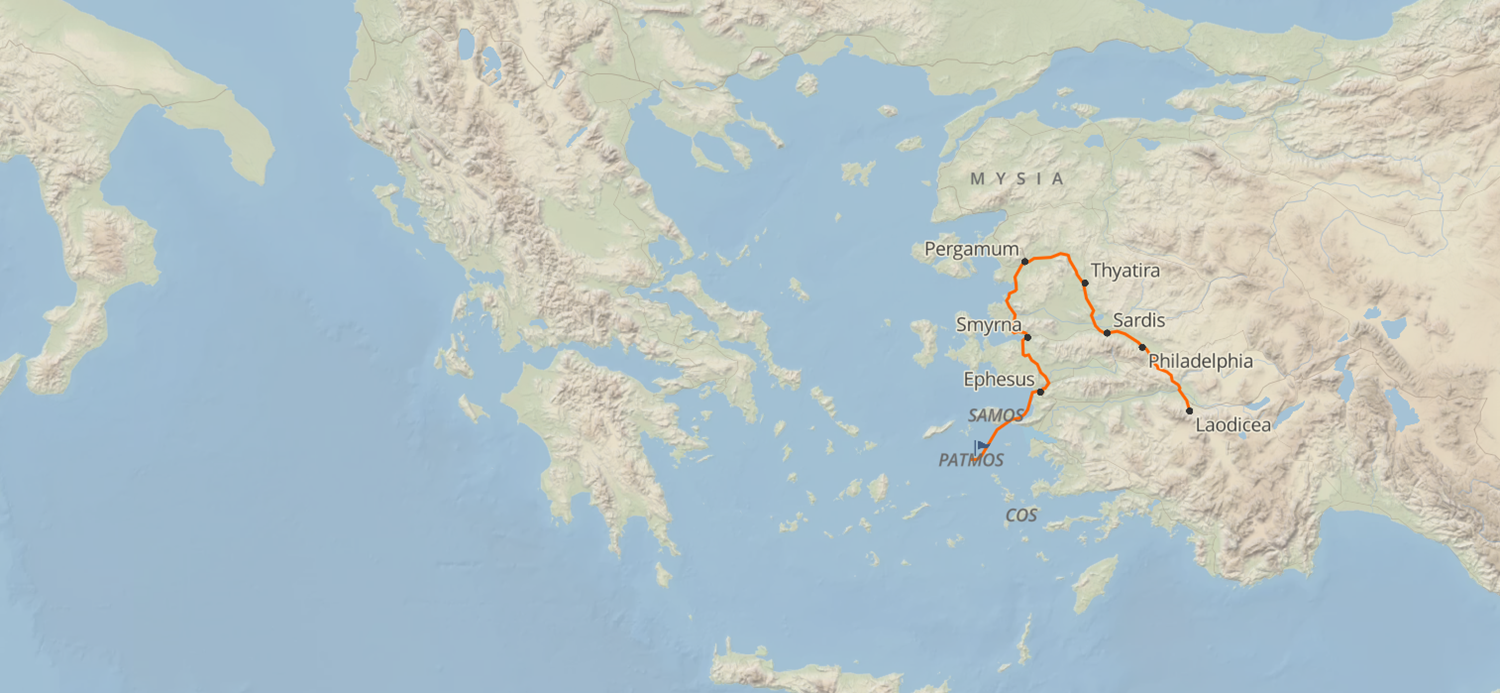 MYSIA
Pergamum
Thyatira
Sardis
Smyrna
Philadelphia
Ephesus
SAMOS
Laodicea
PATMOS
COS